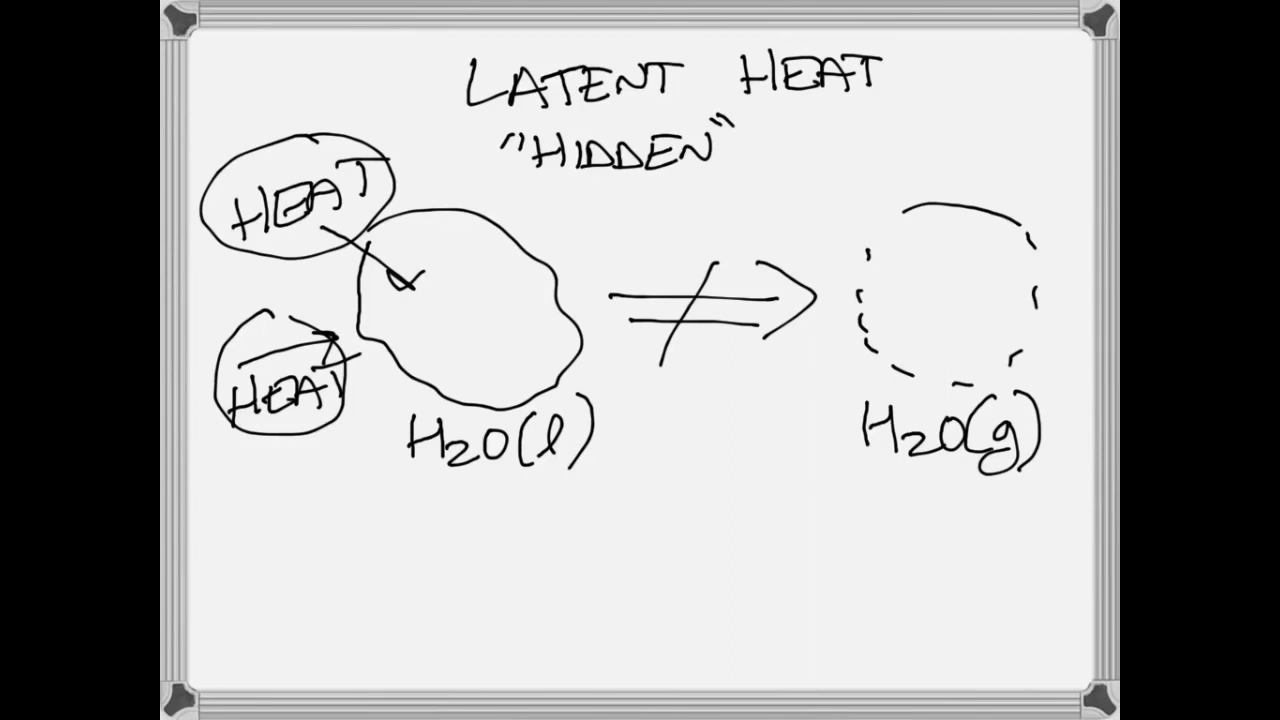 LATENT HEAT
"HIDDEN"
HEAT
HEAT
H2O(l)
H2O(g)